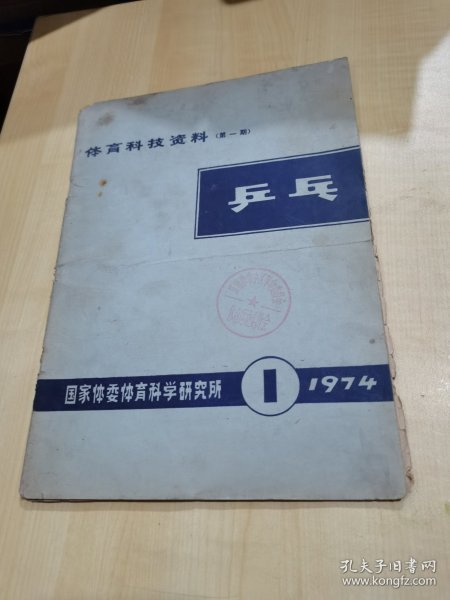 体育科技资料(第一期)
乒乓
国家体委体育科学研究所
1
1974
孔夫子旧书网
www.kongfz.com